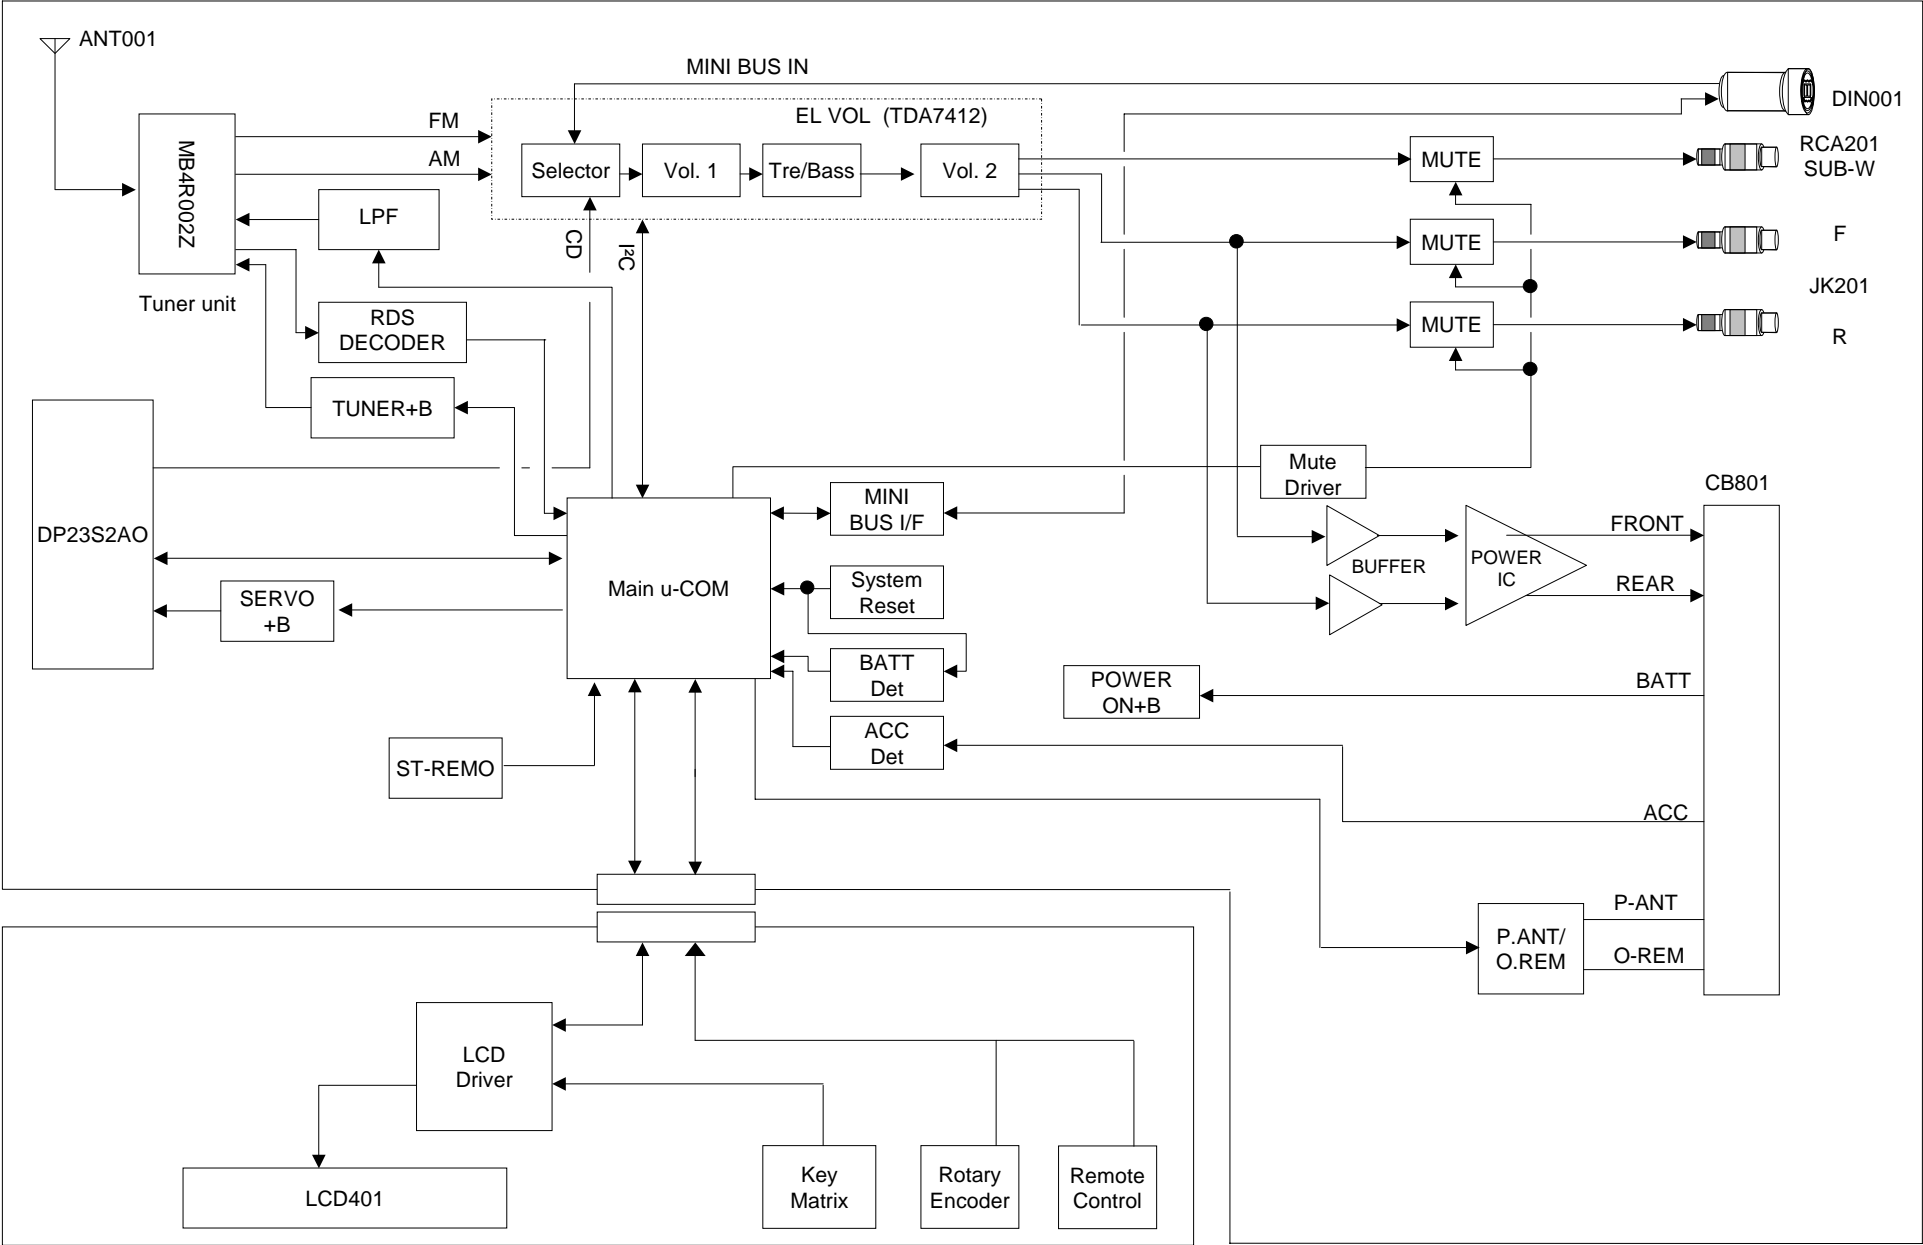 ANT001
MINI BUS IN
DIN001
EL VOL (TDA7412)
FM
AM
MB4R002Z
Tuner unit
Selector
Vol. 1
Tre/Bass
Vol. 2
MUTE
RCA201
SUB-W
LPF
CD
I²C
MUTE
F
JK201
RDS
DECODER
MUTE
R
TUNER+B
Mute
Driver
CB801
DP23S2AO
MINI
BUS I/F
FRONT
BUFFER
POWER
IC
REAR
Main u-COM
System
Reset
SERVO
+B
BATT
Det
POWER
ON+B
BATT
ACC
Det
ST-REMO
ACC
P-ANT
P.ANT/
O.REM
O-REM
LCD
Driver
LCD401
Key
Matrix
Rotary
Encoder
Remote
Control